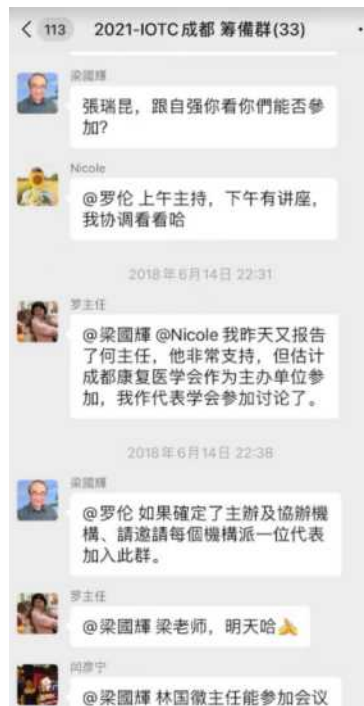 113 2021-IOTC成都 筹備群(33)
梁國輝
張瑞昆，跟自强你看你們能否參
加?
Nicole
@罗伦 上午主持，下午有讲座，
我协调看看哈
2018年6月14日 22:31
罗主任
@梁國輝 @Nicole 我昨天又报告
了何主任，他非常支持，但估计
成都康复医学会作为主办单位参
加，我作代表学会参加讨论了。
2018年6月14日 22:38
梁國輝
@罗伦 如果確定了主辦及協辦機
構、請邀請每個機構派一位代表
加入此群。
罗主任
@梁國輝 梁老师，明天哈
闫彦宁
@梁國輝 林国徽主任能参加会议